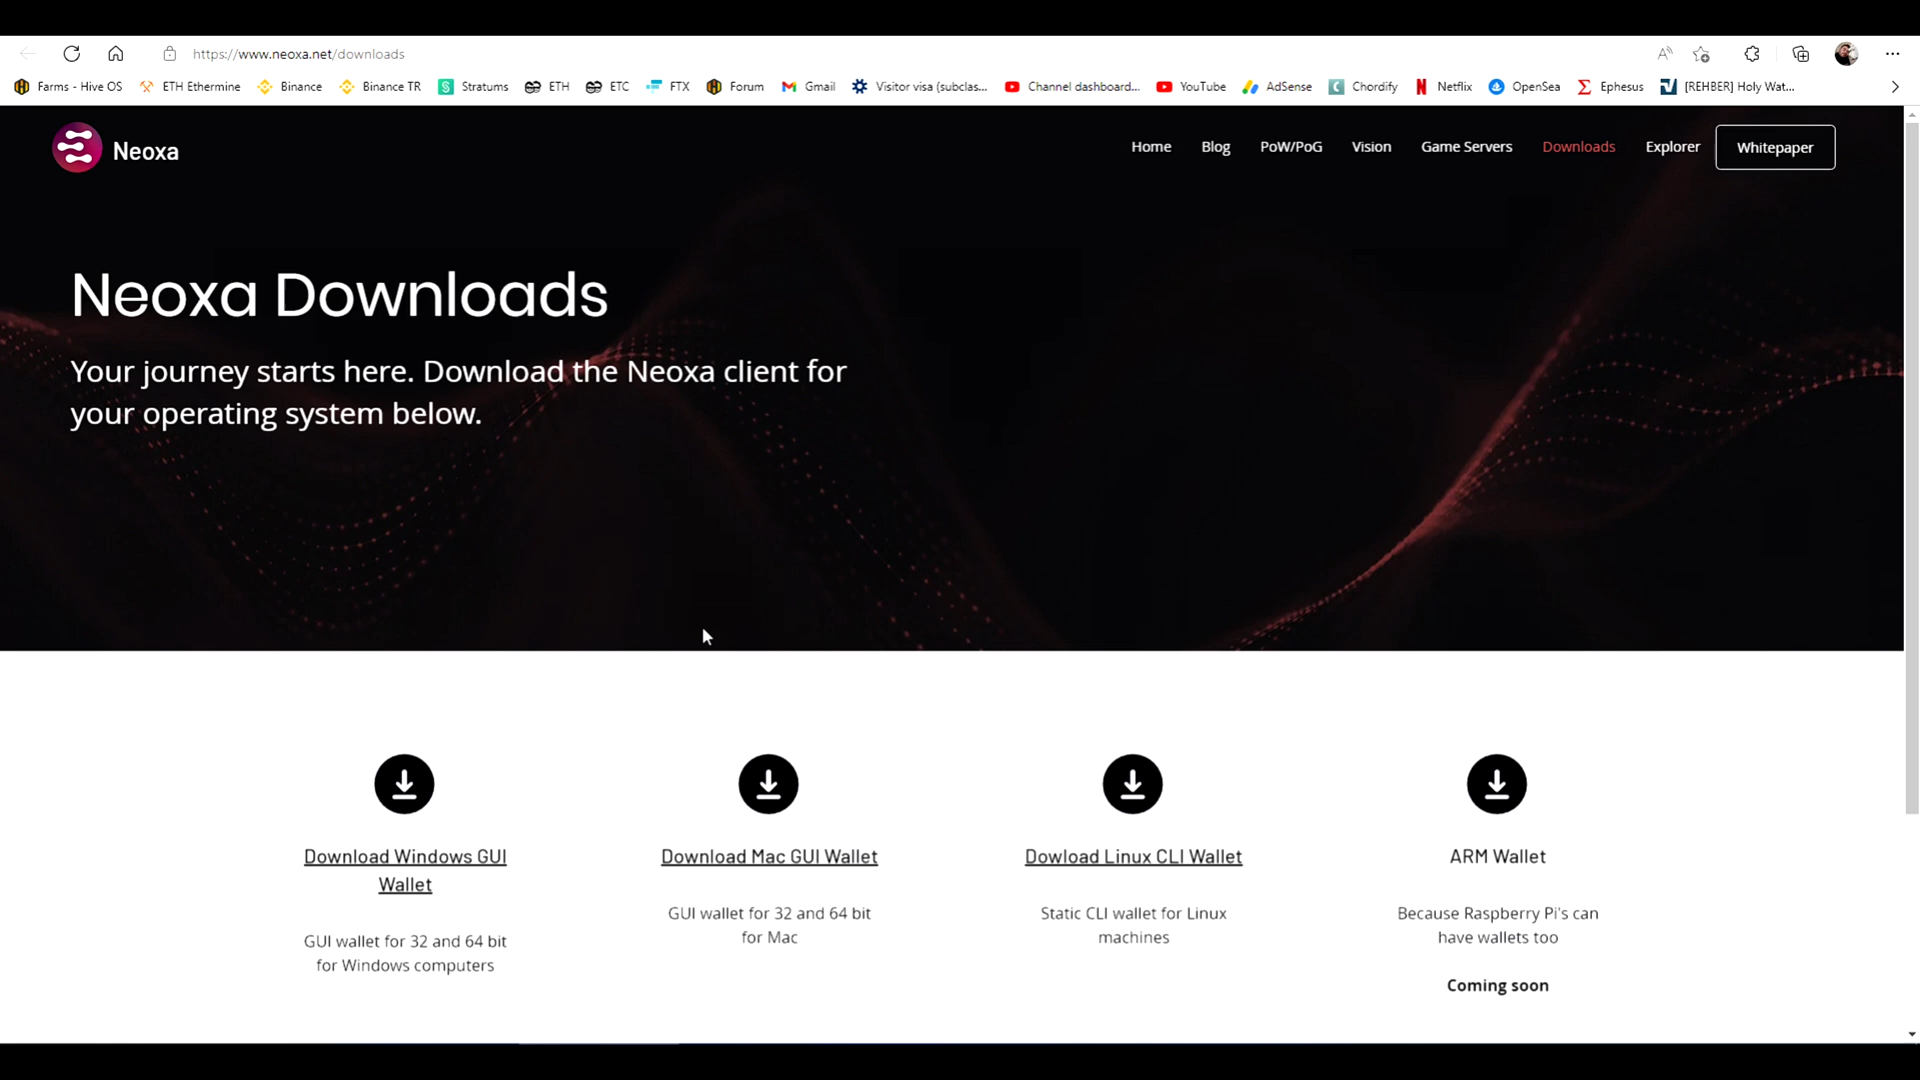 https://www.neoxa.net/downloads
Farms - Hive OS ETH Ethermine Binance Binance TR Stratums ETH ETC FTX Forum Gmail Visitor visa (subclas... Channel dashboard... YouTube AdSense Chordify Netflix OpenSea Ephesus [REHBER] Holy Wat...
Neoxa
Home Blog PoW/PoG Vision Game Servers Downloads Explorer Whitepaper
Neoxa Downloads
Your journey starts here. Download the Neoxa client for
your operating system below.
Download Windows GUI
Wallet
GUI wallet for 32 and 64 bit
for Windows computers
Download Mac GUI Wallet
GUI wallet for 32 and 64 bit
for Mac
Dowload Linux CLI Wallet
Static CLI wallet for Linux
machines
ARM Wallet
Because Raspberry Pi's can
have wallets too
Coming soon